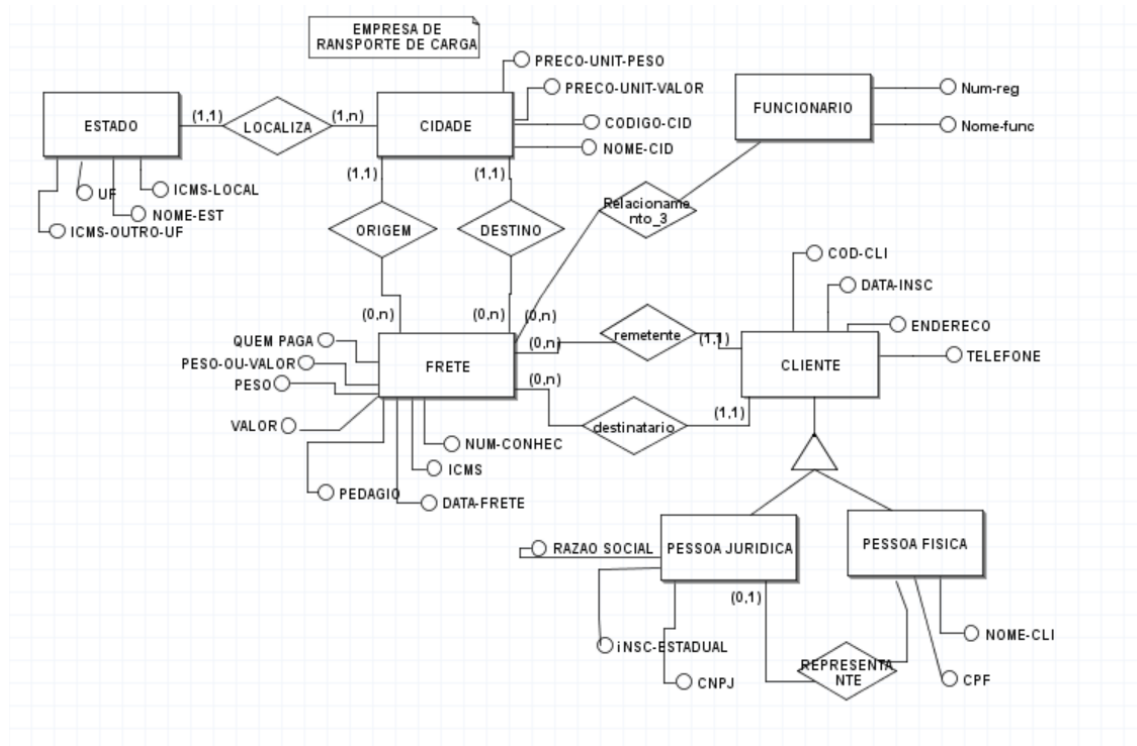 EMPRESA DE
RANSPORTE DE CARGA
PRECO-UNIT-PESO
PRECO-UNIT-VALOR
CODIGO-CID
NOME-CID
ESTADO
(1,1)
LOCALIZA
(1,n)
CIDADE
FUNCIONARIO
Num-reg
Nome-func
UF
ICMS-LOCAL
NOME-EST
ICMS-OUTRO-UF
(1,1)
(1,1)
ORIGEM
DESTINO
Relacioname
nto_3
(0,n)
(0,n)
(0,n)
COD-CLI
DATA-INSC
ENDERECO
TELEFONE
QUEM PAGA
PESO-OU-VALOR
PESO
VALOR
FRETE
(0,n)
remetente
(1,1)
CLIENTE
(0,n)
destinatario
(1,1)
NUM-CONHEC
ICMS
PEDAGIO
DATA-FRETE
RAZAO SOCIAL
PESSOA JURIDICA
PESSOA FISICA
(0,1)
iNSC-ESTADUAL
CNPJ
REPRESENTA
NTE
NOME-CLI
CPF